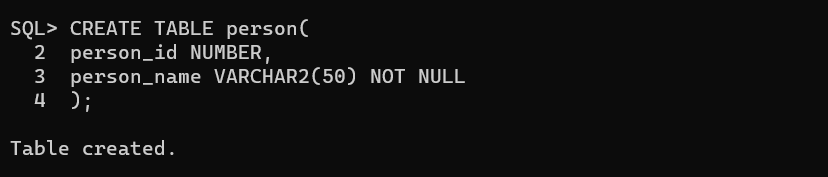 SQL> CREATE TABLE person(
  2  person_id NUMBER,
  3  person_name VARCHAR2(50) NOT NULL
  4  );

Table created.